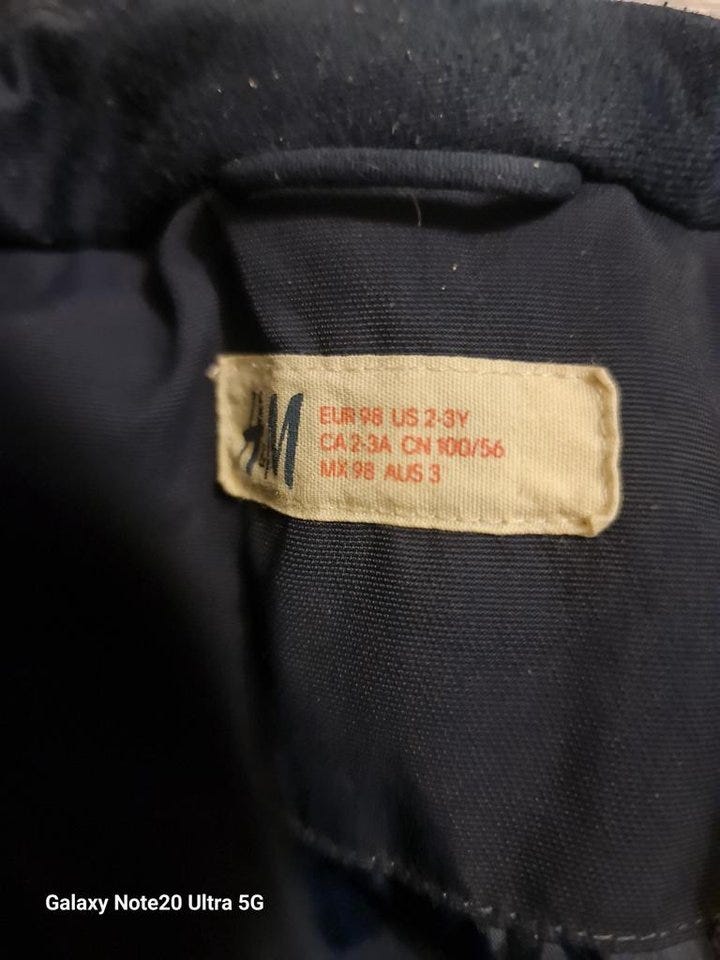 H&M
EUR 98 US 2-3Y
CA 2-3A CN 100/56
MX 98 AUS 3
Galaxy Note20 Ultra 5G